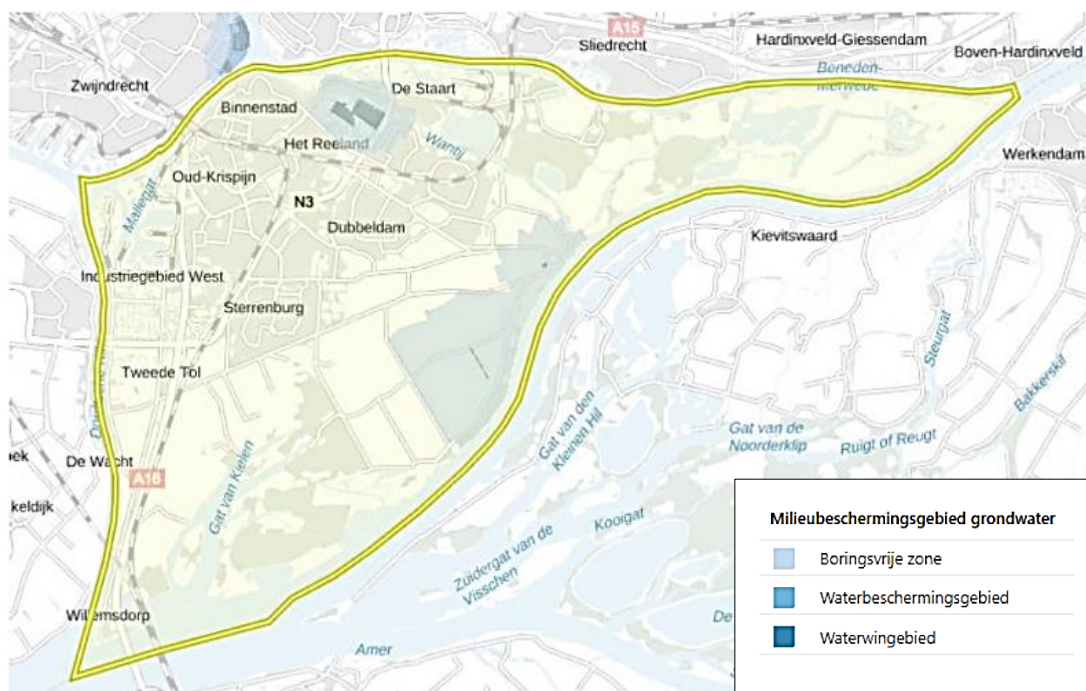 A15
Sliedrecht
Hardinxveld-Giessendam
Boven-Hardinxveld
Beneden-
Merwede
Zwijndrecht
De Staart
Binnenstad
Het Reeland
Wantij
Werkendam
Oud-Krispijn
Mallegat
N3
Dubbeldam
Kievitswaard
Industriegebied West
Sterrenburg
Steurgat
Tweede Tol
Bakkerskil
Gat van den
Kleinen Hil
Gat van de
Noorderklip
Ruigt of Reugt
De Wacht
A16
keldijk
Gat van Kielen
Kooigat
Zuidergat van de
Visschen
Willemsdorp
De
Amer
Milieubeschermingsgebied grondwater
Boringsvrije zone
Waterbeschermingsgebied
Waterwingebied